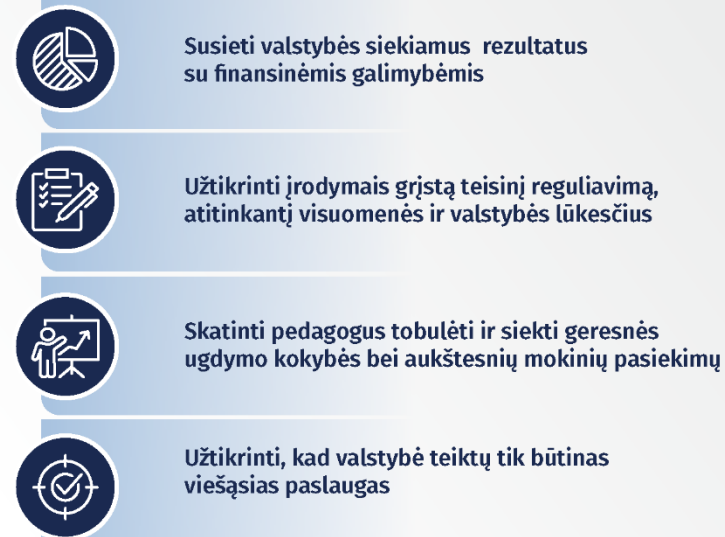 Susieti valstybės siekiamus rezultatus
su finansinėmis galimybėmis
Užtikrinti įrodymais grįstą teisinį reguliavimą,
atitinkantį visuomenės ir valstybės lūkesčius
Skatinti pedagogus tobulėti ir siekti geresnės
ugdymo kokybės bei aukštesnių mokinių pasiekimų
Užtikrinti, kad valstybė teiktų tik būtinas
viešąsias paslaugas